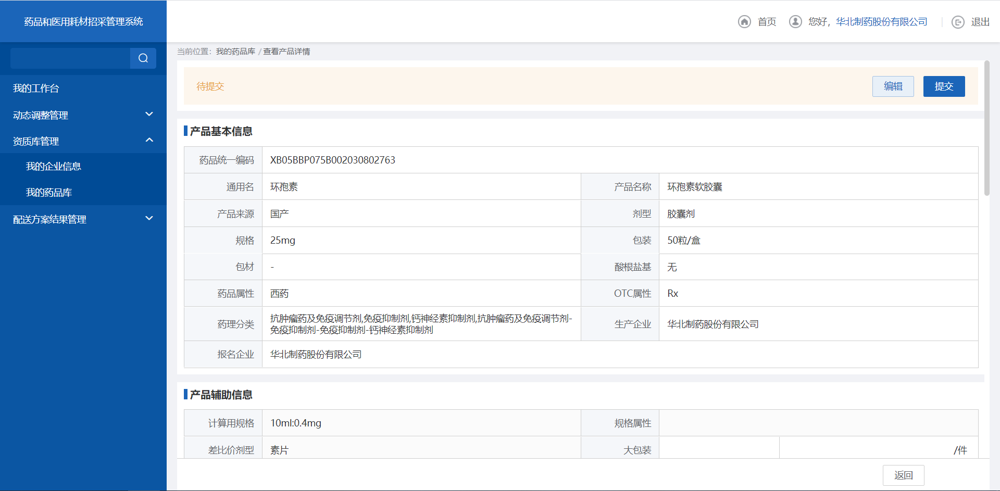 药品和医用耗材招采管理系统
首页 您好，华北制药股份有限公司 退出
当前位置：我的药品库 / 查看产品详情
我的工作台
动态调整管理
资质库管理
我的企业信息
我的药品库
配送方案结果管理
待提交 编辑 提交
产品基本信息
药品统一编码 XB05BBP075B002030802763
通用名 环孢素 产品名称 环孢素软胶囊
产品来源 国产 剂型 胶囊剂
规格 25mg 包装 50粒/盒
包材 - 酸根盐基 无
药品属性 西药 OTC属性 Rx
药理分类 抗肿瘤药及免疫调节剂,免疫抑制剂,钙神经素抑制剂,抗肿瘤药及免疫调节剂-
免疫抑制剂-免疫抑制剂-钙神经素抑制剂 生产企业 华北制药股份有限公司
报名企业 华北制药股份有限公司
产品辅助信息
计算用规格 10ml:0.4mg 规格属性
差比价剂型 素片 大包装 /件
返回